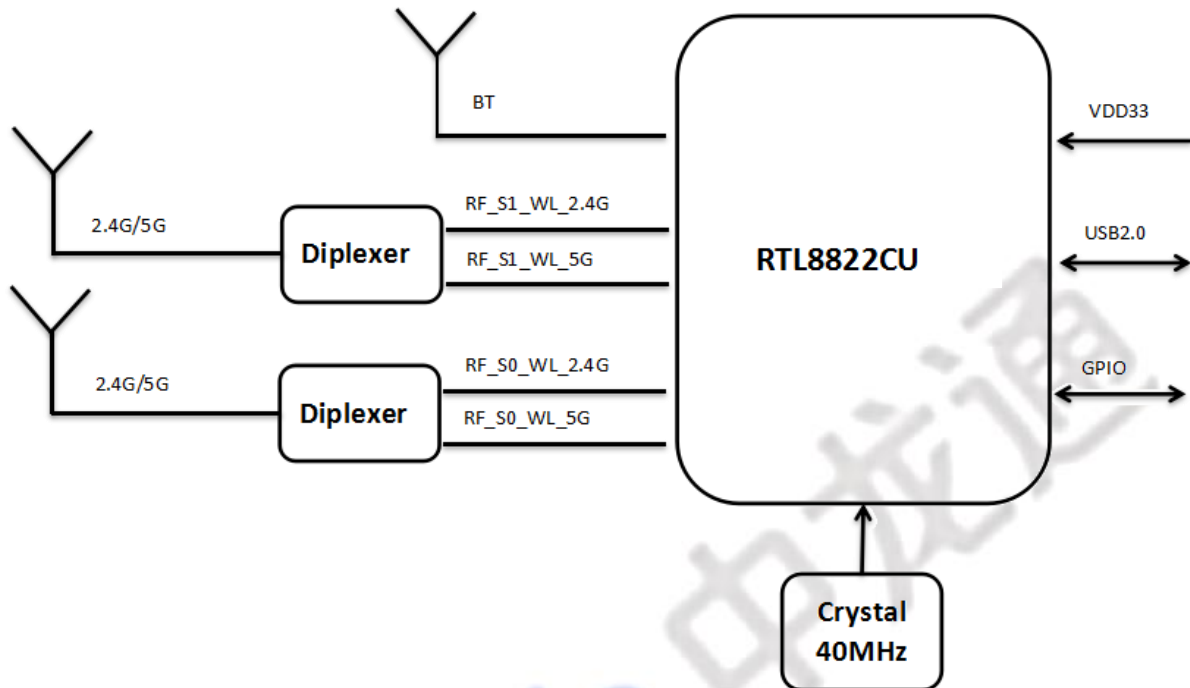 BT
VDD33
2.4G/5G
Diplexer
RF_S1_WL_2.4G
RF_S1_WL_5G
RTL8822CU
USB2.0
2.4G/5G
Diplexer
RF_S0_WL_2.4G
RF_S0_WL_5G
GPIO
Crystal
40MHz
中龙通